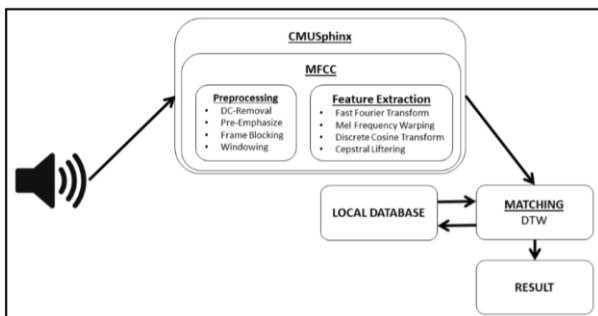 CMUSphinx
MFCC
Preprocessing
• DC-Removal
• Pre-Emphasize
• Frame Blocking
• Windowing
Feature Extraction
• Fast Fourier Transform
• Mel Frequency Warping
• Discrete Cosine Transform
• Cepstral Liftering
LOCAL DATABASE
MATCHING
DTW
RESULT